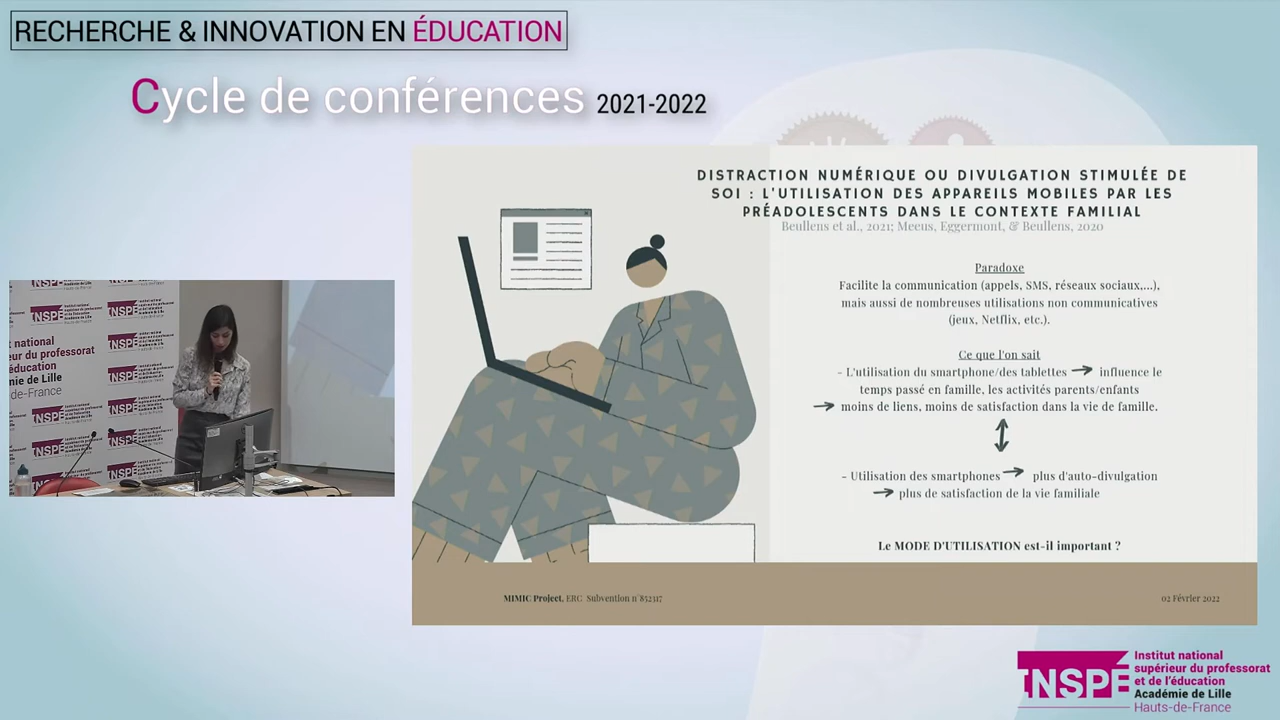 RECHERCHE & INNOVATION EN ÉDUCATION
Cycle de conférences 2021-2022
DISTRACTION NUMÉRIQUE OU DIVULGATION STIMULÉE DE
SOI : L'UTILISATION DES APPAREILS MOBILES PAR LES
PRÉADOLESCENTS DANS LE CONTEXTE FAMILIAL
Beullens et al., 2021; Meeus, Eggermont, & Beullens, 2020
Paradoxe
Facilite la communication (appels, SMS, réseaux sociaux,...),
mais aussi de nombreuses utilisations non communicatives
(jeux, Netflix, etc.).
Ce que l'on sait
- L'utilisation du smartphone/des tablettes → influence le
temps passé en famille, les activités parents/enfants
→ moins de liens, moins de satisfaction dans la vie de famille.
↕
- Utilisation des smartphones → plus d'auto-divulgation
→ plus de satisfaction de la vie familiale
Le MODE D'UTILISATION est-il important ?
MIMIC Project, ERC Subvention n°852317
02 Février 2022
INSPÉ
Institut national
supérieur du professorat
et de l'éducation
Académie de Lille
Hauts-de-France